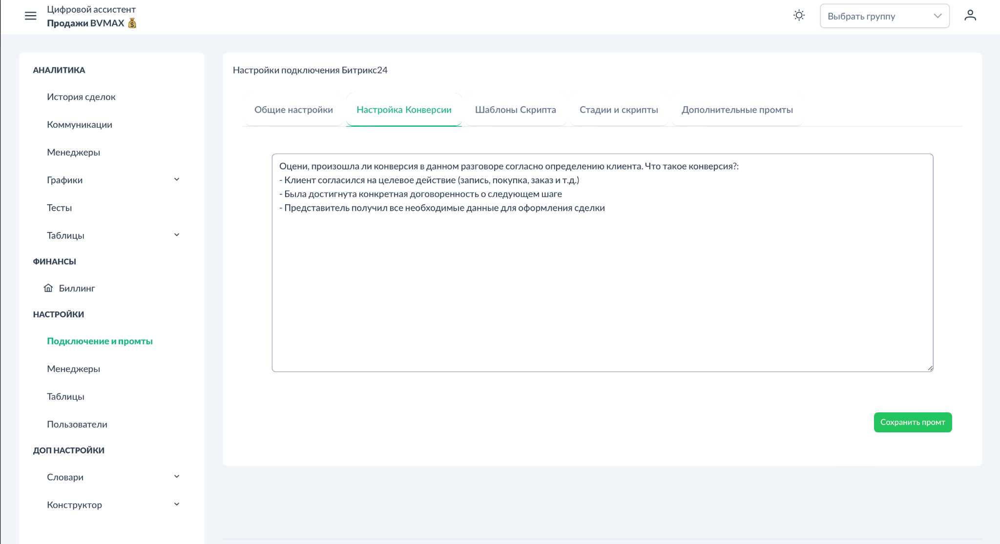 Цифровой ассистент
Продажи BVMAX
Выбрать группу
АНАЛИТИКА
История сделок
Коммуникации
Менеджеры
Графики
Тесты
Таблицы
ФИНАНСЫ
Биллинг
НАСТРОЙКИ
Подключение и промты
Менеджеры
Таблицы
Пользователи
ДОП НАСТРОЙКИ
Словари
Конструктор
Настройки подключения Битрикс24
Общие настройки
Настройка Конверсии
Шаблоны Скрипта
Стадии и скрипты
Дополнительные промты
Оцени, произошла ли конверсия в данном разговоре согласно определению клиента. Что такое конверсия?:
- Клиент согласился на целевое действие (запись, покупка, заказ и т.д.)
- Была достигнута конкретная договоренность о следующем шаге
- Представитель получил все необходимые данные для оформления сделки
Сохранить промт